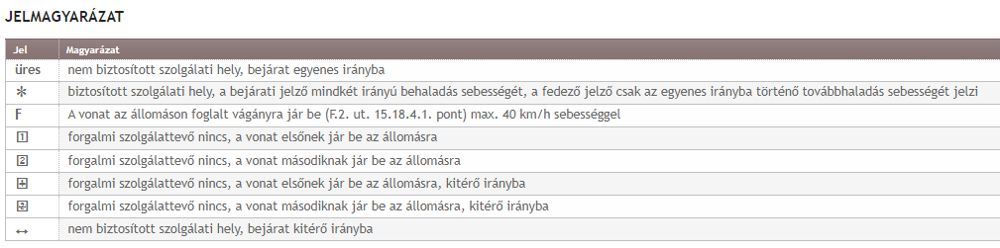 JELMAGYARÁZAT
Jel Magyarázat
üres nem biztosított szolgálati hely, bejárat egyenes irányba
* biztosított szolgálati hely, a bejárati jelző mindkét irányú behaladás sebességét, a fedező jelző csak az egyenes irányba történő továbbhaladás sebességét jelzi
F A vonat az állomáson foglalt vágányra jár be (F.2. ut. 15.18.4.1. pont) max. 40 km/h sebességgel
1 forgalmi szolgálattevő nincs, a vonat elsőnek jár be az állomásra
2 forgalmi szolgálattevő nincs, a vonat másodiknak jár be az állomásra
forgalmi szolgálattevő nincs, a vonat elsőnek jár be az állomásra, kitérő irányba
forgalmi szolgálattevő nincs, a vonat másodiknak jár be az állomásra, kitérő irányba
↔ nem biztosított szolgálati hely, bejárat kitérő irányba